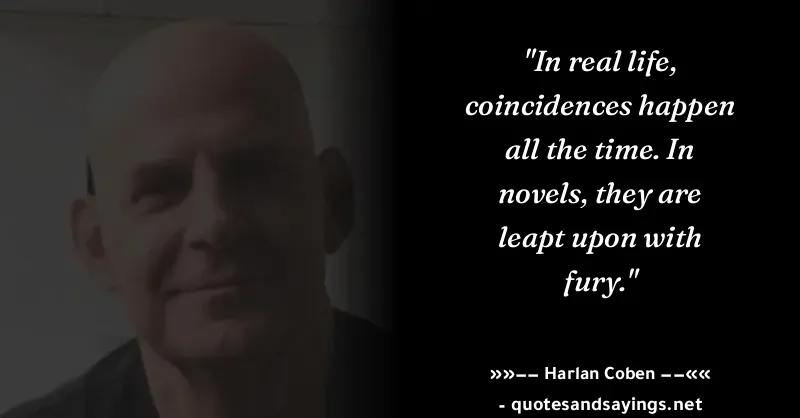 "In real life,
coincidences happen
all the time. In
novels, they are
leapt upon with
fury."
»»−− Harlan Coben −−««
- quotesandsayings.net